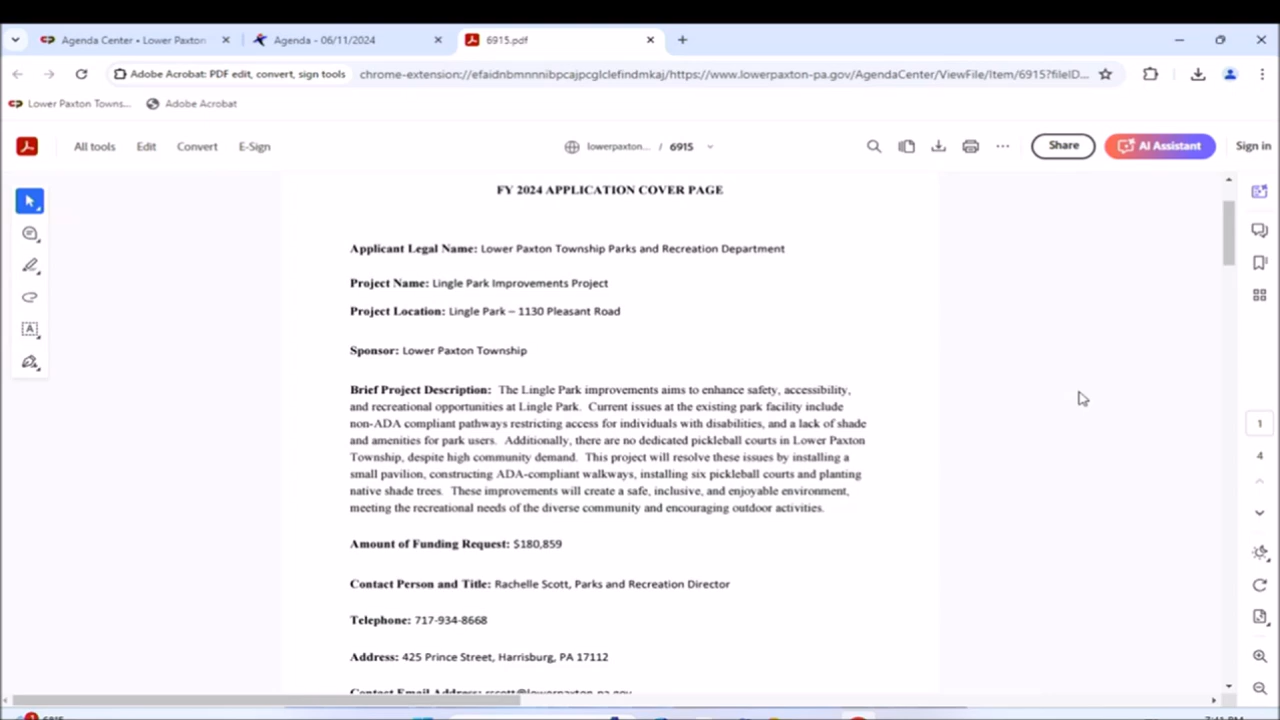 Agenda Center • Lower Paxton
Agenda - 06/11/2024
6915.pdf
Adobe Acrobat: PDF edit, convert, sign tools
chrome-extension://efaidnbmnnnibpcajpcglclefindmkaj/https://www.lowerpaxton-pa.gov/AgendaCenter/ViewFile/Item/6915?fileID...
Lower Paxton Towns...
Adobe Acrobat
All tools
Edit
Convert
E-Sign
lowerpaxton... / 6915
Share
AI Assistant
Sign in
FY 2024 APPLICATION COVER PAGE
Applicant Legal Name: Lower Paxton Township Parks and Recreation Department
Project Name: Lingle Park Improvements Project
Project Location: Lingle Park – 1130 Pleasant Road
Sponsor: Lower Paxton Township
Brief Project Description: The Lingle Park improvements aims to enhance safety, accessibility,
and recreational opportunities at Lingle Park. Current issues at the existing park facility include
non-ADA compliant pathways restricting access for individuals with disabilities, and a lack of shade
and amenities for park users. Additionally, there are no dedicated pickleball courts in Lower Paxton
Township, despite high community demand. This project will resolve these issues by installing a
small pavilion, constructing ADA-compliant walkways, installing six pickleball courts and planting
native shade trees. These improvements will create a safe, inclusive, and enjoyable environment,
meeting the recreational needs of the diverse community and encouraging outdoor activities.
Amount of Funding Request: $180,859
Contact Person and Title: Rachelle Scott, Parks and Recreation Director
Telephone: 717-934-8668
Address: 425 Prince Street, Harrisburg, PA 17112
Contact Email Address: rscott@lowerpaxton-pa.gov
1
4
7:41 PM